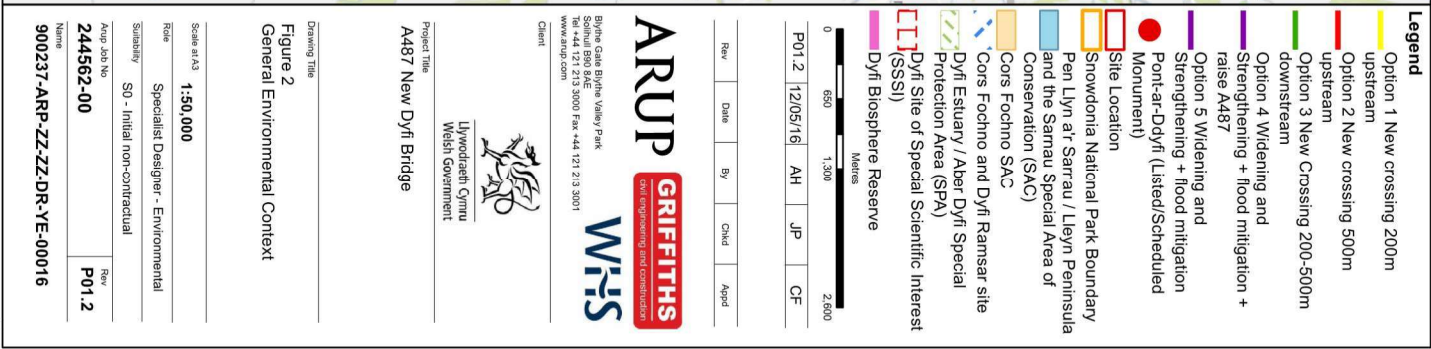 Legend
Option 1 New crossing 200m
upstream
Option 2 New crossing 500m
upstream
Option 3 New Crossing 200-500m
downstream
Option 4 Widening and
Strengthening + flood mitigation +
raise A487
Option 5 Widening and
Strengthening + flood mitigation
Pont-ar-Ddyfi (Listed/Scheduled
Monument)
Site Location
Snowdonia National Park Boundary
Pen Llyn a'r Sarnau / Lleyn Peninsula
and the Sarnau Special Area of
Conservation (SAC)
Cors Fochno SAC
Cors Fochno and Dyfi Ramsar site
Dyfi Estuary / Aber Dyfi Special
Protection Area (SPA)
Dyfi Site of Special Scientific Interest
(SSSI)
Dyfi Biosphere Reserve
Metres
0 650 1,300 2,600
P01.2 12/05/16 AH JP CF
Rev Date By Chkd Appd
ARUP
GRIFFITHS
civil engineering and construction
WHS
Blythe Gate Blythe Valley Park
Solihull B90 8AE
Tel +44 121 213 3000 Fax +44 121 213 3001
www.arup.com
Client
Llywodraeth Cymru
Welsh Government
Project Title
A487 New Dyfi Bridge
Drawing Title
Figure 2
General Environmental Context
Scale at A3
1:50,000
Role
Specialist Designer - Environmental
Suitability
S0 - Initial non-contractual
Arup Job No
244562-00
Rev
P01.2
Name
900237-ARP-ZZ-ZZ-DR-YE-00016